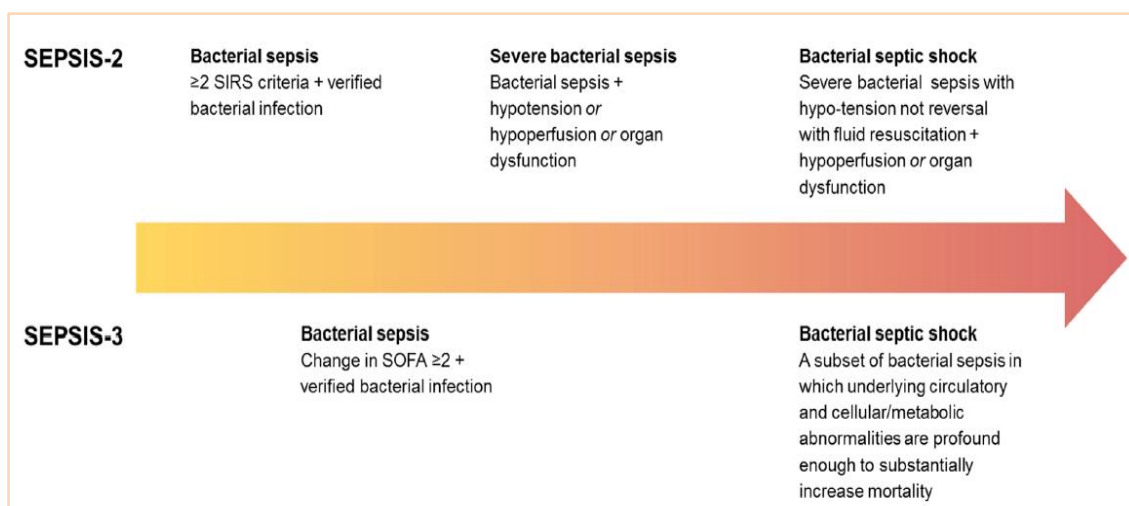 SEPSIS-2
Bacterial sepsis
≥2 SIRS criteria + verified
bacterial infection
Severe bacterial sepsis
Bacterial sepsis +
hypotension or
hypoperfusion or organ
dysfunction
Bacterial septic shock
Severe bacterial sepsis with
hypo-tension not reversal
with fluid resuscitation +
hypoperfusion or organ
dysfunction
SEPSIS-3
Bacterial sepsis
Change in SOFA ≥2 +
verified bacterial infection
Bacterial septic shock
A subset of bacterial sepsis in
which underlying circulatory
and cellular/metabolic
abnormalities are profound
enough to substantially
increase mortality